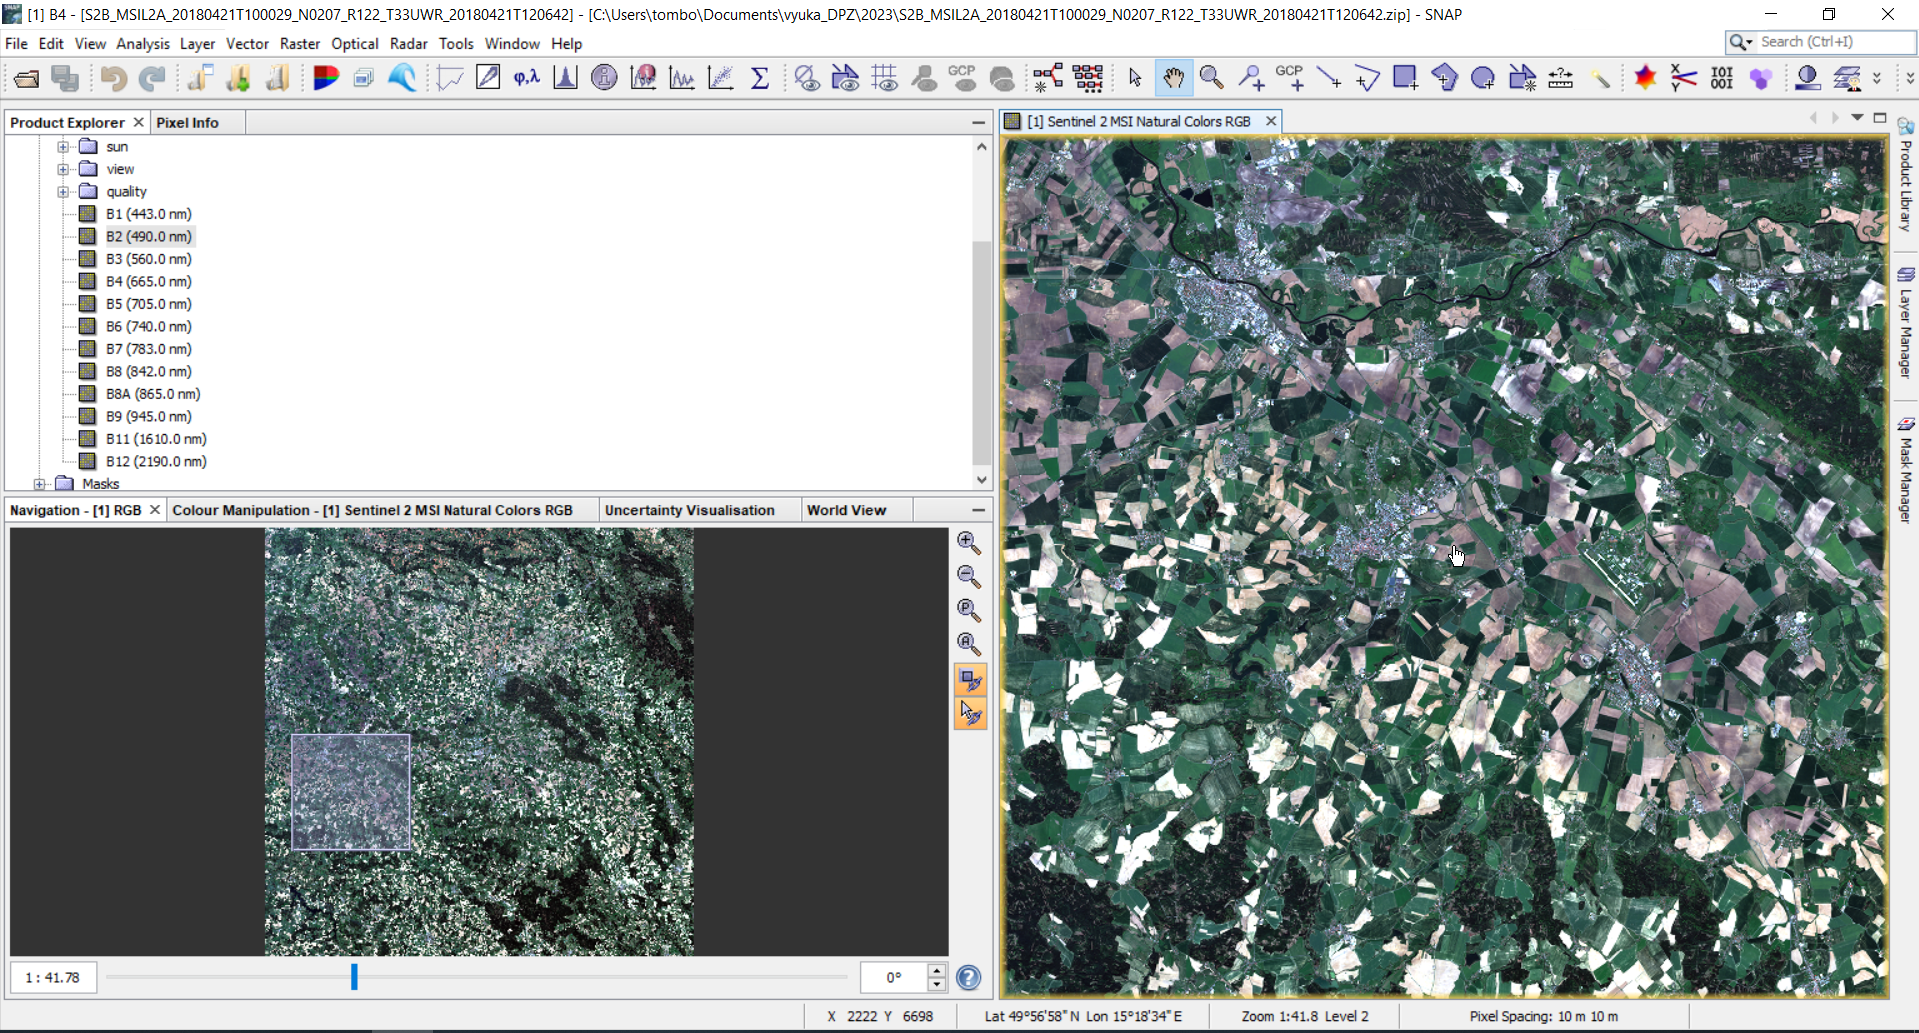 [1] B4 - [S2B_MSIL2A_20180421T100029_N0207_R122_T33UWR_20180421T120642] - [C:\Users\tombo\Documents\vyuka_DPZ\2023\S2B_MSIL2A_20180421T100029_N0207_R122_T33UWR_20180421T120642.zip] - SNAP
File Edit View Analysis Layer Vector Raster Optical Radar Tools Window Help
Search (Ctrl+I)
φ,λ GCP GCP
Product Explorer Pixel Info
[1] Sentinel 2 MSI Natural Colors RGB
sun
view
quality
B1 (443.0 nm)
B2 (490.0 nm)
B3 (560.0 nm)
B4 (665.0 nm)
B5 (705.0 nm)
B6 (740.0 nm)
B7 (783.0 nm)
B8 (842.0 nm)
B8A (865.0 nm)
B9 (945.0 nm)
B11 (1610.0 nm)
B12 (2190.0 nm)
Masks
Product Library
Layer Manager
Mask Manager
Navigation - [1] RGB Colour Manipulation - [1] Sentinel 2 MSI Natural Colors RGB Uncertainty Visualisation World View
1 : 41.78
0°
X 2222 Y 6698 Lat 49°56'58" N Lon 15°18'34" E Zoom 1:41.8 Level 2 Pixel Spacing: 10 m 10 m